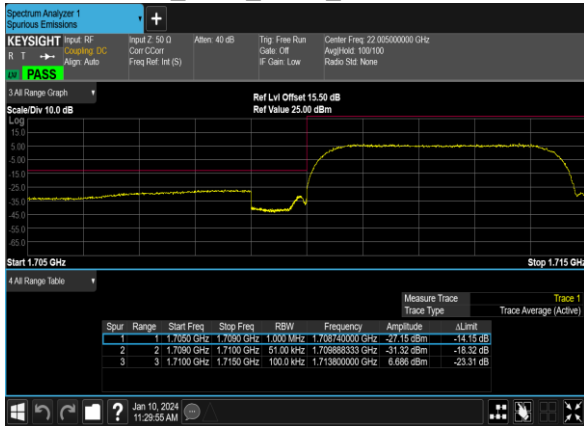 Spectrum Analyzer 1
Spurious Emissions
KEYSIGHT Input: RF Input Z: 50 Ω Atten: 40 dB Trig: Free Run Center Freq: 22.005000000 GHz
R T Coupling: DC Corr CCorr Gate: Off Avg|Hold: 100/100
Align: Auto Freq Ref: Int (S) IF Gain: Low Radio Std: None
PASS
3 All Range Graph
Ref Lvl Offset 15.50 dB
Scale/Div 10.0 dB Ref Value 25.00 dBm
Log
15.0
5.00
-5.00
-15.0
-25.0
-35.0
-45.0
-55.0
-65.0
Start 1.705 GHz Stop 1.715 GHz
4 All Range Table
Measure Trace Trace 1
Trace Type Trace Average (Active)
Spur Range Start Freq Stop Freq RBW Frequency Amplitude ΔLimit
1 1 1.7050 GHz 1.7090 GHz 1.000 MHz 1.708740000 GHz -27.15 dBm -14.15 dB
2 2 1.7090 GHz 1.7100 GHz 51.00 kHz 1.709888333 GHz -31.32 dBm -18.32 dB
3 3 1.7100 GHz 1.7150 GHz 100.0 kHz 1.713800000 GHz 6.686 dBm -23.31 dB
? Jan 10, 2024
11:29:55 AM